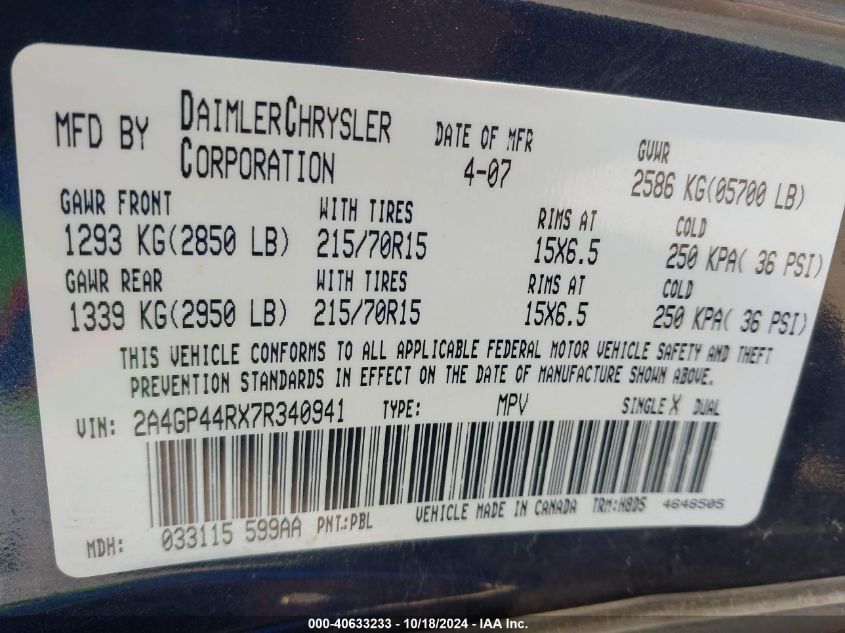 MFD BY DAIMLERCHRYSLER CORPORATION DATE OF MFR 4-07 GVWR 2586 KG(05700 LB)
GAWR FRONT WITH TIRES RIMS AT COLD
1293 KG(2850 LB) 215/70R15 15X6.5 250 KPA( 36 PSI)
GAWR REAR WITH TIRES RIMS AT COLD
1339 KG(2950 LB) 215/70R15 15X6.5 250 KPA( 36 PSI)
THIS VEHICLE CONFORMS TO ALL APPLICABLE FEDERAL MOTOR VEHICLE SAFETY AND THEFT
PREVENTION STANDARDS IN EFFECT ON THE DATE OF MANUFACTURE SHOWN ABOVE.
VIN: 2A4GP44RX7R340941 TYPE: MPV SINGLE X DUAL
MDH: 033115 599AA PNT:PBL VEHICLE MADE IN CANADA TRM:H8D5 4648505
000-40633233 - 10/18/2024 - IAA Inc.